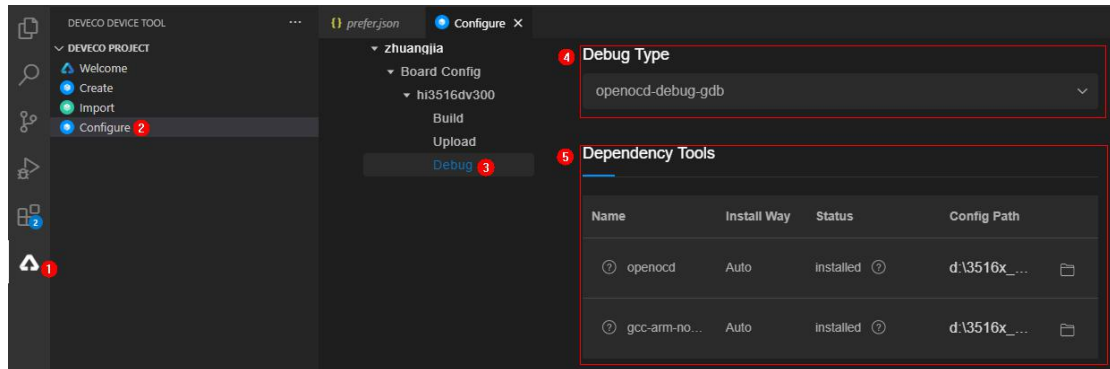 DEVECO DEVICE TOOL ...
DEVECO PROJECT
Welcome
Create
Import
Configure 2
2
1
{} prefer.json
Configure ×
zhuangjia
Board Config
hi3516dv300
Build
Upload
Debug 3
4 Debug Type
openocd-debug-gdb
5 Dependency Tools
Name Install Way Status Config Path
? openocd Auto installed ? d:\3516x_...
? gcc-arm-no... Auto installed ? d:\3516x_...